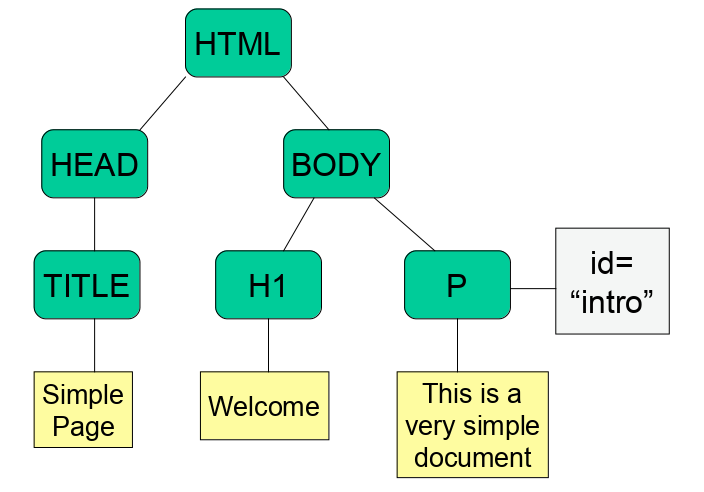 HTML
HEAD
BODY
TITLE
H1
P
id=
“intro”
Simple
Page
Welcome
This is a
very simple
document